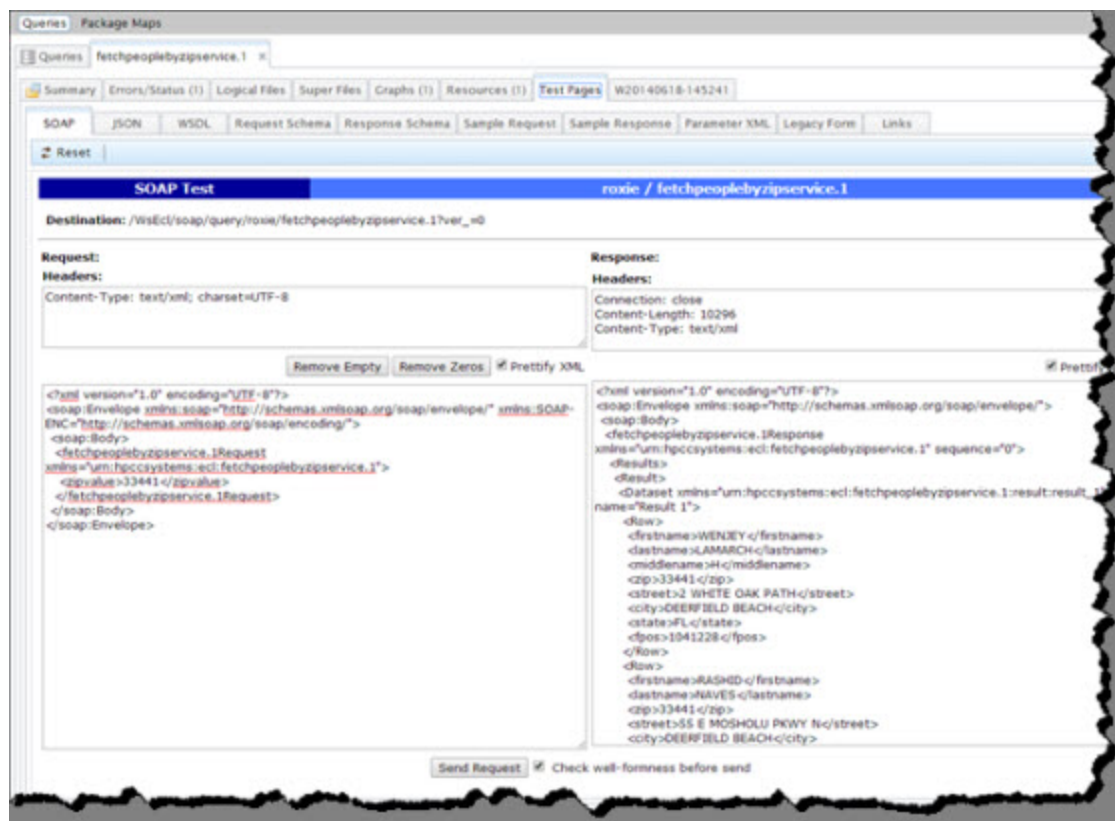 Queries Package Maps
Queries fetchpeoplebyzipservice.1 ×
Summary Errors/Status (1) Logical Files Super Files Graphs (1) Resources (1) Test Pages W20140618-145241
SOAP JSON WSDL Request Schema Response Schema Sample Request Sample Response Parameter XML Legacy Form Links
Reset
SOAP Test roxie / fetchpeoplebyzipservice.1
Destination: /WsEcl/soap/query/roxie/fetchpeoplebyzipservice.1?ver_=0
Request:
Headers:
Content-Type: text/xml; charset=UTF-8
Remove Empty Remove Zeros Prettify XML
<?xml version="1.0" encoding="UTF-8"?>
<soap:Envelope xmlns:soap="http://schemas.xmlsoap.org/soap/envelope/" xmlns:SOAP-
ENC="http://schemas.xmlsoap.org/soap/encoding/">
<soap:Body>
<fetchpeoplebyzipservice.1Request
xmlns="urn:hpccsystems:ecl:fetchpeoplebyzipservice.1">
<zipvalue>33441</zipvalue>
</fetchpeoplebyzipservice.1Request>
</soap:Body>
</soap:Envelope>
Response:
Headers:
Connection: close
Content-Length: 10296
Content-Type: text/xml
Prettif
<?xml version="1.0" encoding="UTF-8"?>
<soap:Envelope xmlns:soap="http://schemas.xmlsoap.org/soap/envelope/">
<soap:Body>
<fetchpeoplebyzipservice.1Response
xmlns="urn:hpccsystems:ecl:fetchpeoplebyzipservice.1" sequence="0">
<Results>
<Result>
<Dataset xmlns="urn:hpccsystems:ecl:fetchpeoplebyzipservice.1:result:result_1"
name="Result 1">
<Row>
<firstname>WENJEY</firstname>
<lastname>LAMARCH</lastname>
<middlename>H</middlename>
<zip>33441</zip>
<street>2 WHITE OAK PATH</street>
<city>DEERFIELD BEACH</city>
<state>FL</state>
<fpos>1041228</fpos>
</Row>
<Row>
<firstname>RASHID</firstname>
<lastname>NAVES</lastname>
<zip>33441</zip>
<street>55 E MOSHOLU PKWY N</street>
<city>DEERFIELD BEACH</city>
Send Request Check well-formness before send